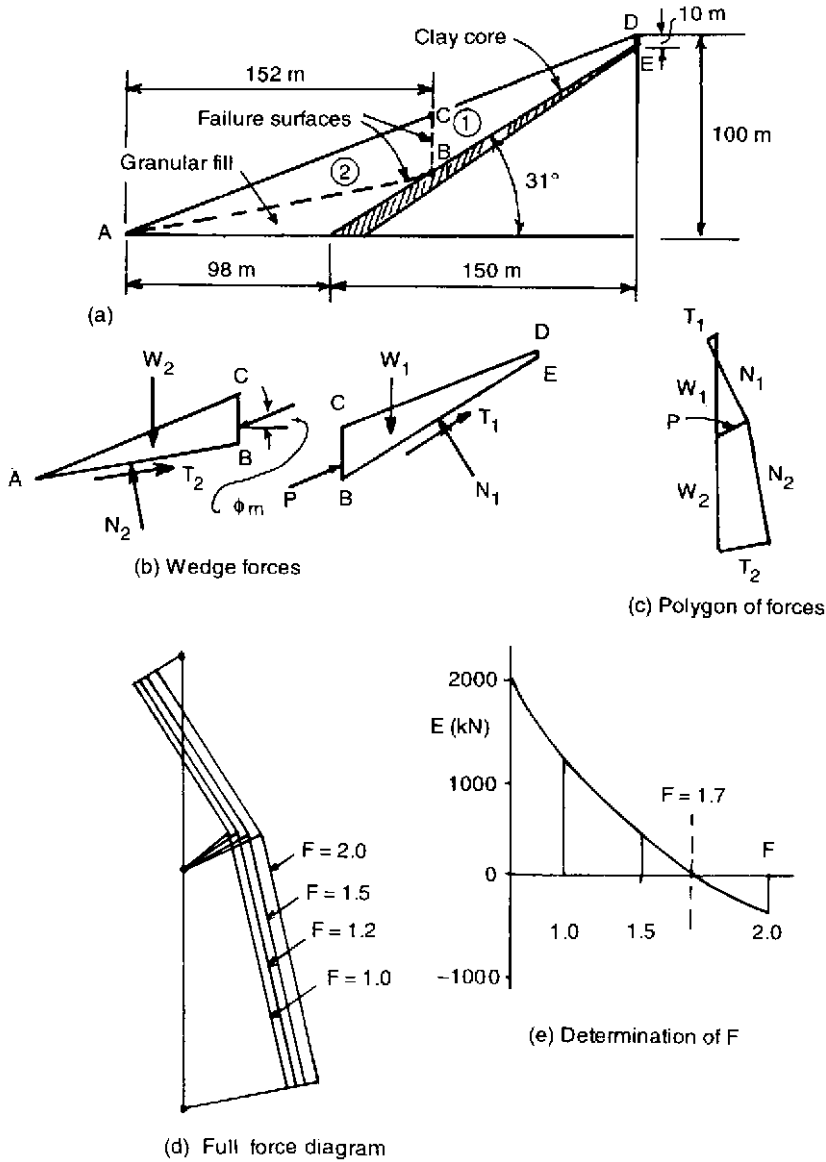 10 m
D
Clay core
E
152 m
C
1
Failure surfaces
100 m
B
Granular fill
2
31°
A
98 m
150 m
(a)
T₁
W₂
C
D
E
W₁
C
T₁
N₁
W₁
P
A
B
T₂
N₂
ϕm
P
B
N₁
W₂
N₂
T₂
(b) Wedge forces
(c) Polygon of forces
2000
E (kN)
1000
F = 1.7
F
F = 2.0
0
F = 1.5
1.0
1.5
2.0
F = 1.2
F = 1.0
−1000
(e) Determination of F
(d) Full force diagram